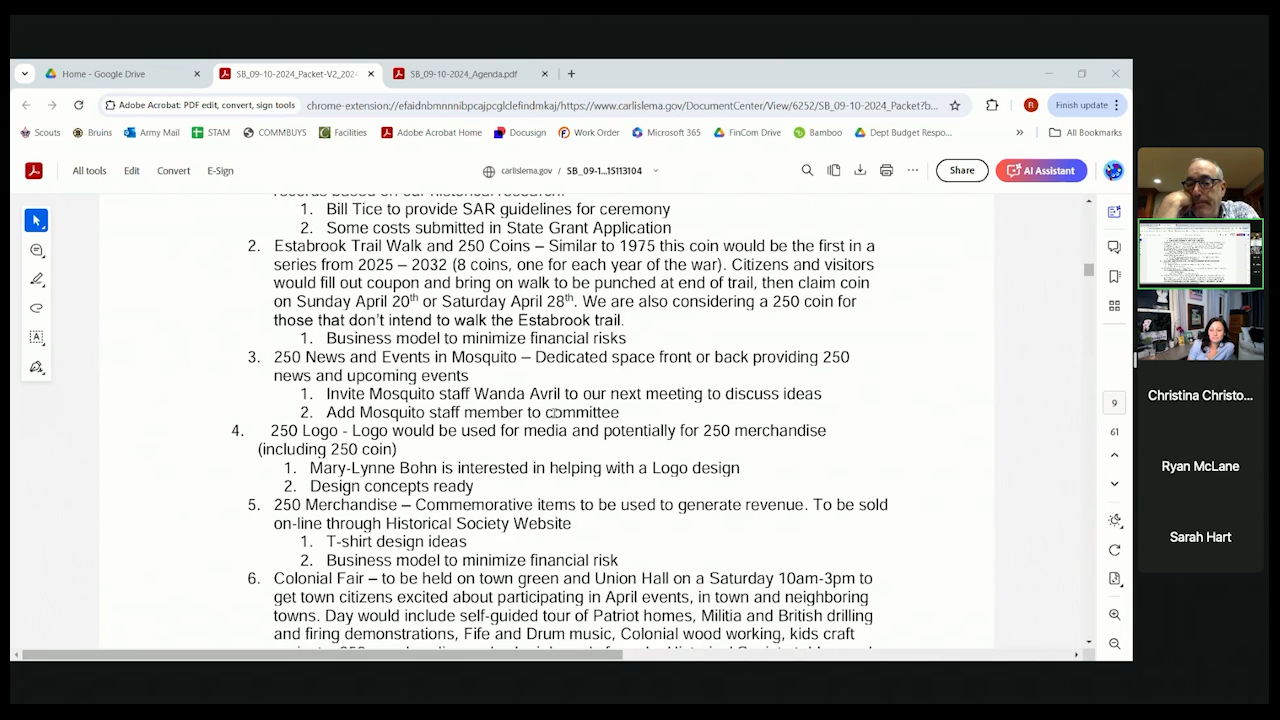 Home - Google Drive
SB_09-10-2024_Packet-V2_202
SB_09-10-2024_Agenda.pdf
Adobe Acrobat: PDF edit, convert, sign tools
chrome-extension://efaidnbmnnnibpcajpcglclefindmkaj/https://www.carlislema.gov/DocumentCenter/View/6252/SB_09-10-2024_Packet?b...
R
Finish update
Scouts
Bruins
Army Mail
STAM
COMMBUYS
Facilities
Adobe Acrobat Home
Docusign
Work Order
Microsoft 365
FinCom Drive
Bamboo
Dept Budget Respo...
All Bookmarks
All tools
Edit
Convert
E-Sign
carlislema.gov / SB_09-1...15113104
Share
AI Assistant
1. Bill Tice to provide SAR guidelines for ceremony
2. Some costs submitted in State Grant Application
2. Estabrook Trail Walk and 250 Coins – Similar to 1975 this coin would be the first in a
series from 2025 – 2032 (8 one for each year of the war). Citizens and visitors
would fill out coupon and bring on walk to be punched at end of trail, then claim coin
on Sunday April 20th or Saturday April 28th. We are also considering a 250 coin for
those that don't intend to walk the Estabrook trail.
1. Business model to minimize financial risks
3. 250 News and Events in Mosquito – Dedicated space front or back providing 250
news and upcoming events
1. Invite Mosquito staff Wanda Avril to our next meeting to discuss ideas
2. Add Mosquito staff member to committee
4. 250 Logo - Logo would be used for media and potentially for 250 merchandise
(including 250 coin)
1. Mary-Lynne Bohn is interested in helping with a Logo design
2. Design concepts ready
5. 250 Merchandise – Commemorative items to be used to generate revenue. To be sold
on-line through Historical Society Website
1. T-shirt design ideas
2. Business model to minimize financial risk
6. Colonial Fair – to be held on town green and Union Hall on a Saturday 10am-3pm to
get town citizens excited about participating in April events, in town and neighboring
towns. Day would include self-guided tour of Patriot homes, Militia and British drilling
and firing demonstrations, Fife and Drum music, Colonial wood working, kids craft
9
61
Christina Christo...
Ryan McLane
Sarah Hart